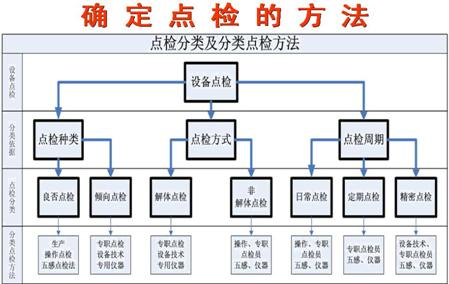 确定点检的方法
点检分类及分类点检方法
设备点检
设备点检
分类依据
点检种类
点检方式
点检周期
点检分类
良否点检
倾向点检
解体点检
非
解体点检
日常点检
定期点检
精密点检
分类点检方法
生产
操作点检
五感点检法
专职点检
设备技术
专用仪器
专职点检
设备技术
专用仪器
操作、专职
点检员
五感、仪器
操作、专
职点检员
五感、仪器
专职点检员
五感、仪器
设备技术、
专职点检员
五感、仪器